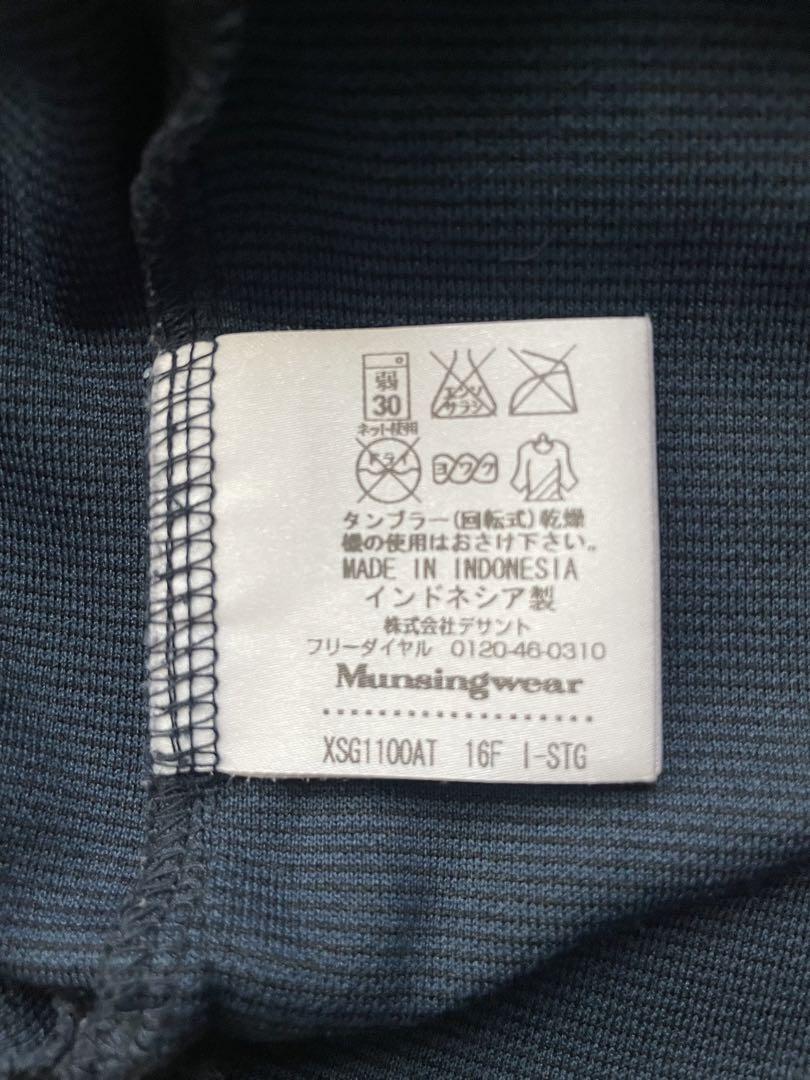 弱
30
ネット使用
エンソ
サラシ
ドライ
ヨワク
タンブラー(回転式)乾燥
機の使用はおさけ下さい。
MADE IN INDONESIA
インドネシア製
株式会社デサント
フリーダイヤル 0120-46-0310
Munsingwear
XSG1100AT 16F I-STG